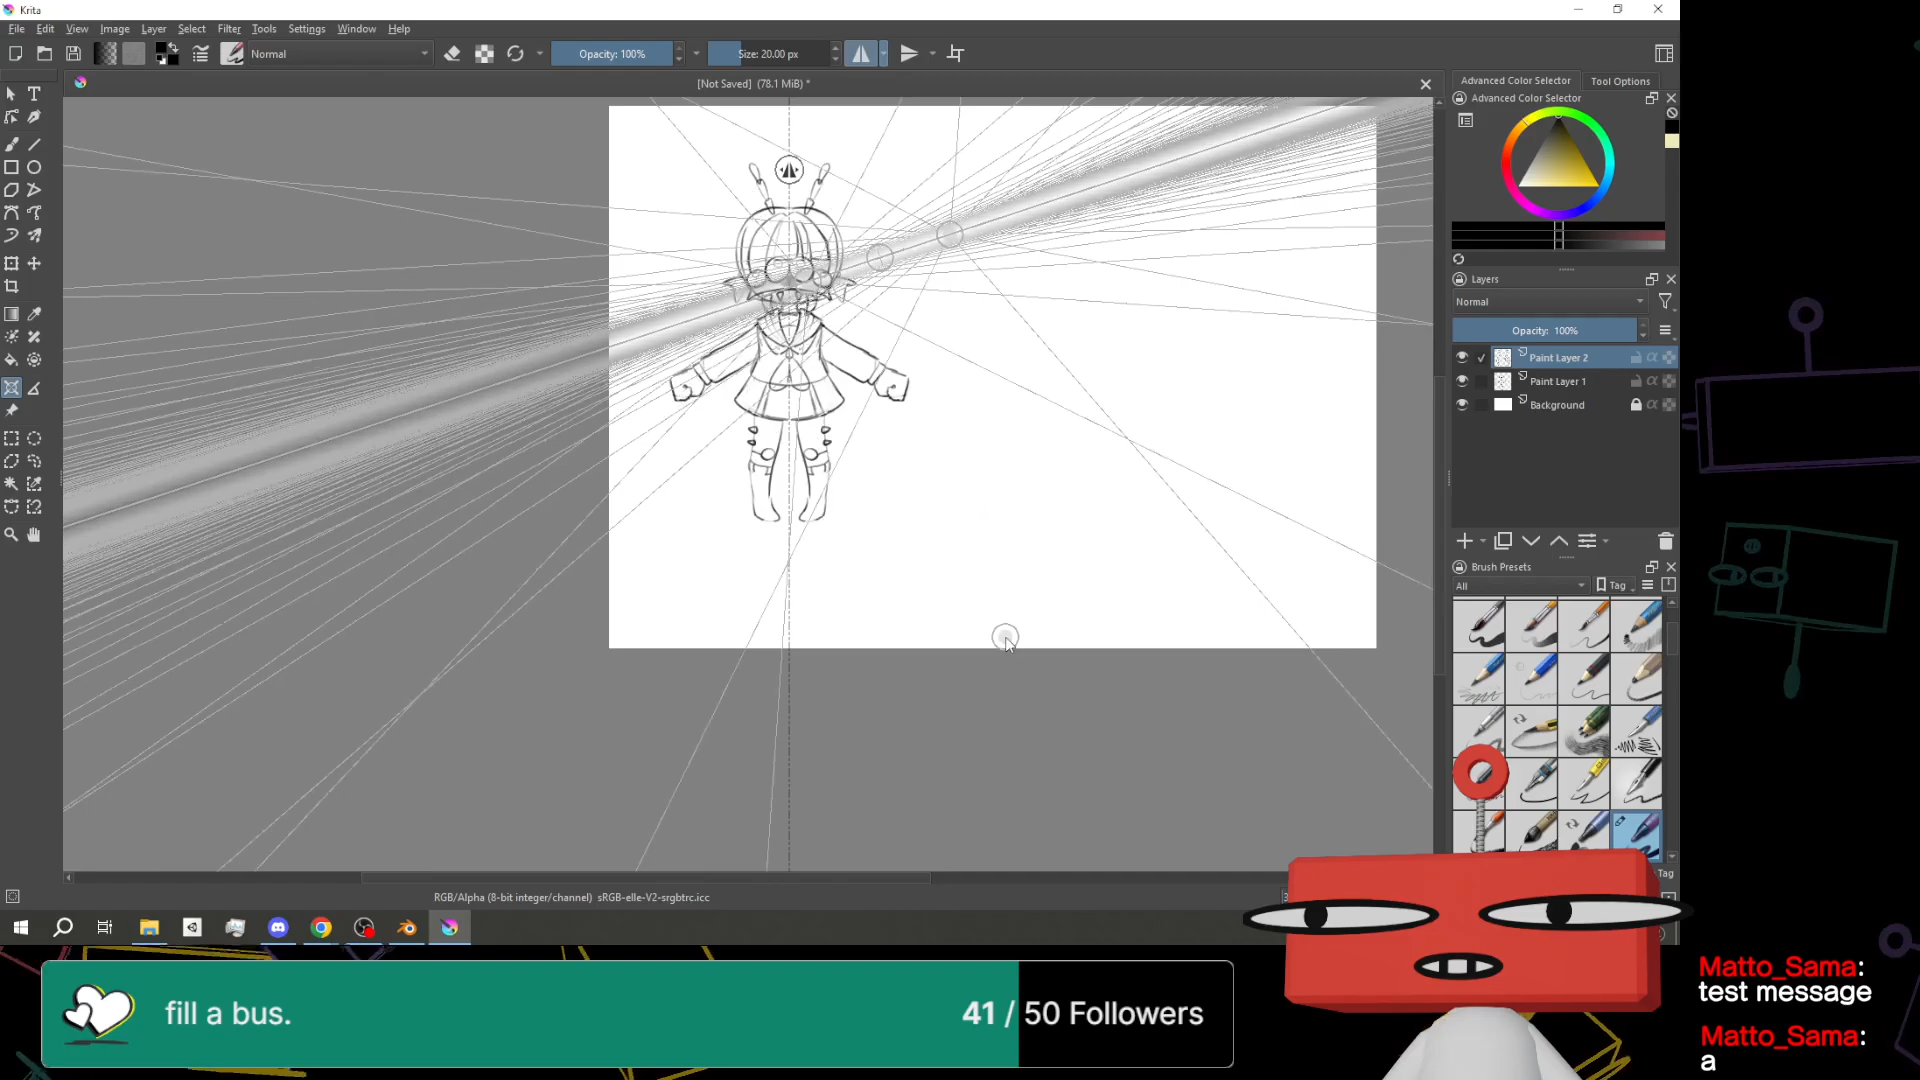 Krita
File Edit View Image Layer Select Filter Tools Settings Window Help
Normal
Opacity: 100%
Size: 20.00 px
[Not Saved] (78.1 MiB) *
Advanced Color Selector
Tool Options
Advanced Color Selector
Layers
Normal
Opacity: 100%
Paint Layer 2
Paint Layer 1
Background
Brush Presets
All
Tag
Tag
RGB/Alpha (8-bit integer/channel) sRGB-elle-V2-srgbtrc.icc
fill a bus.
41 / 50 Followers
Matto_Sama:
test message
Matto_Sama:
a